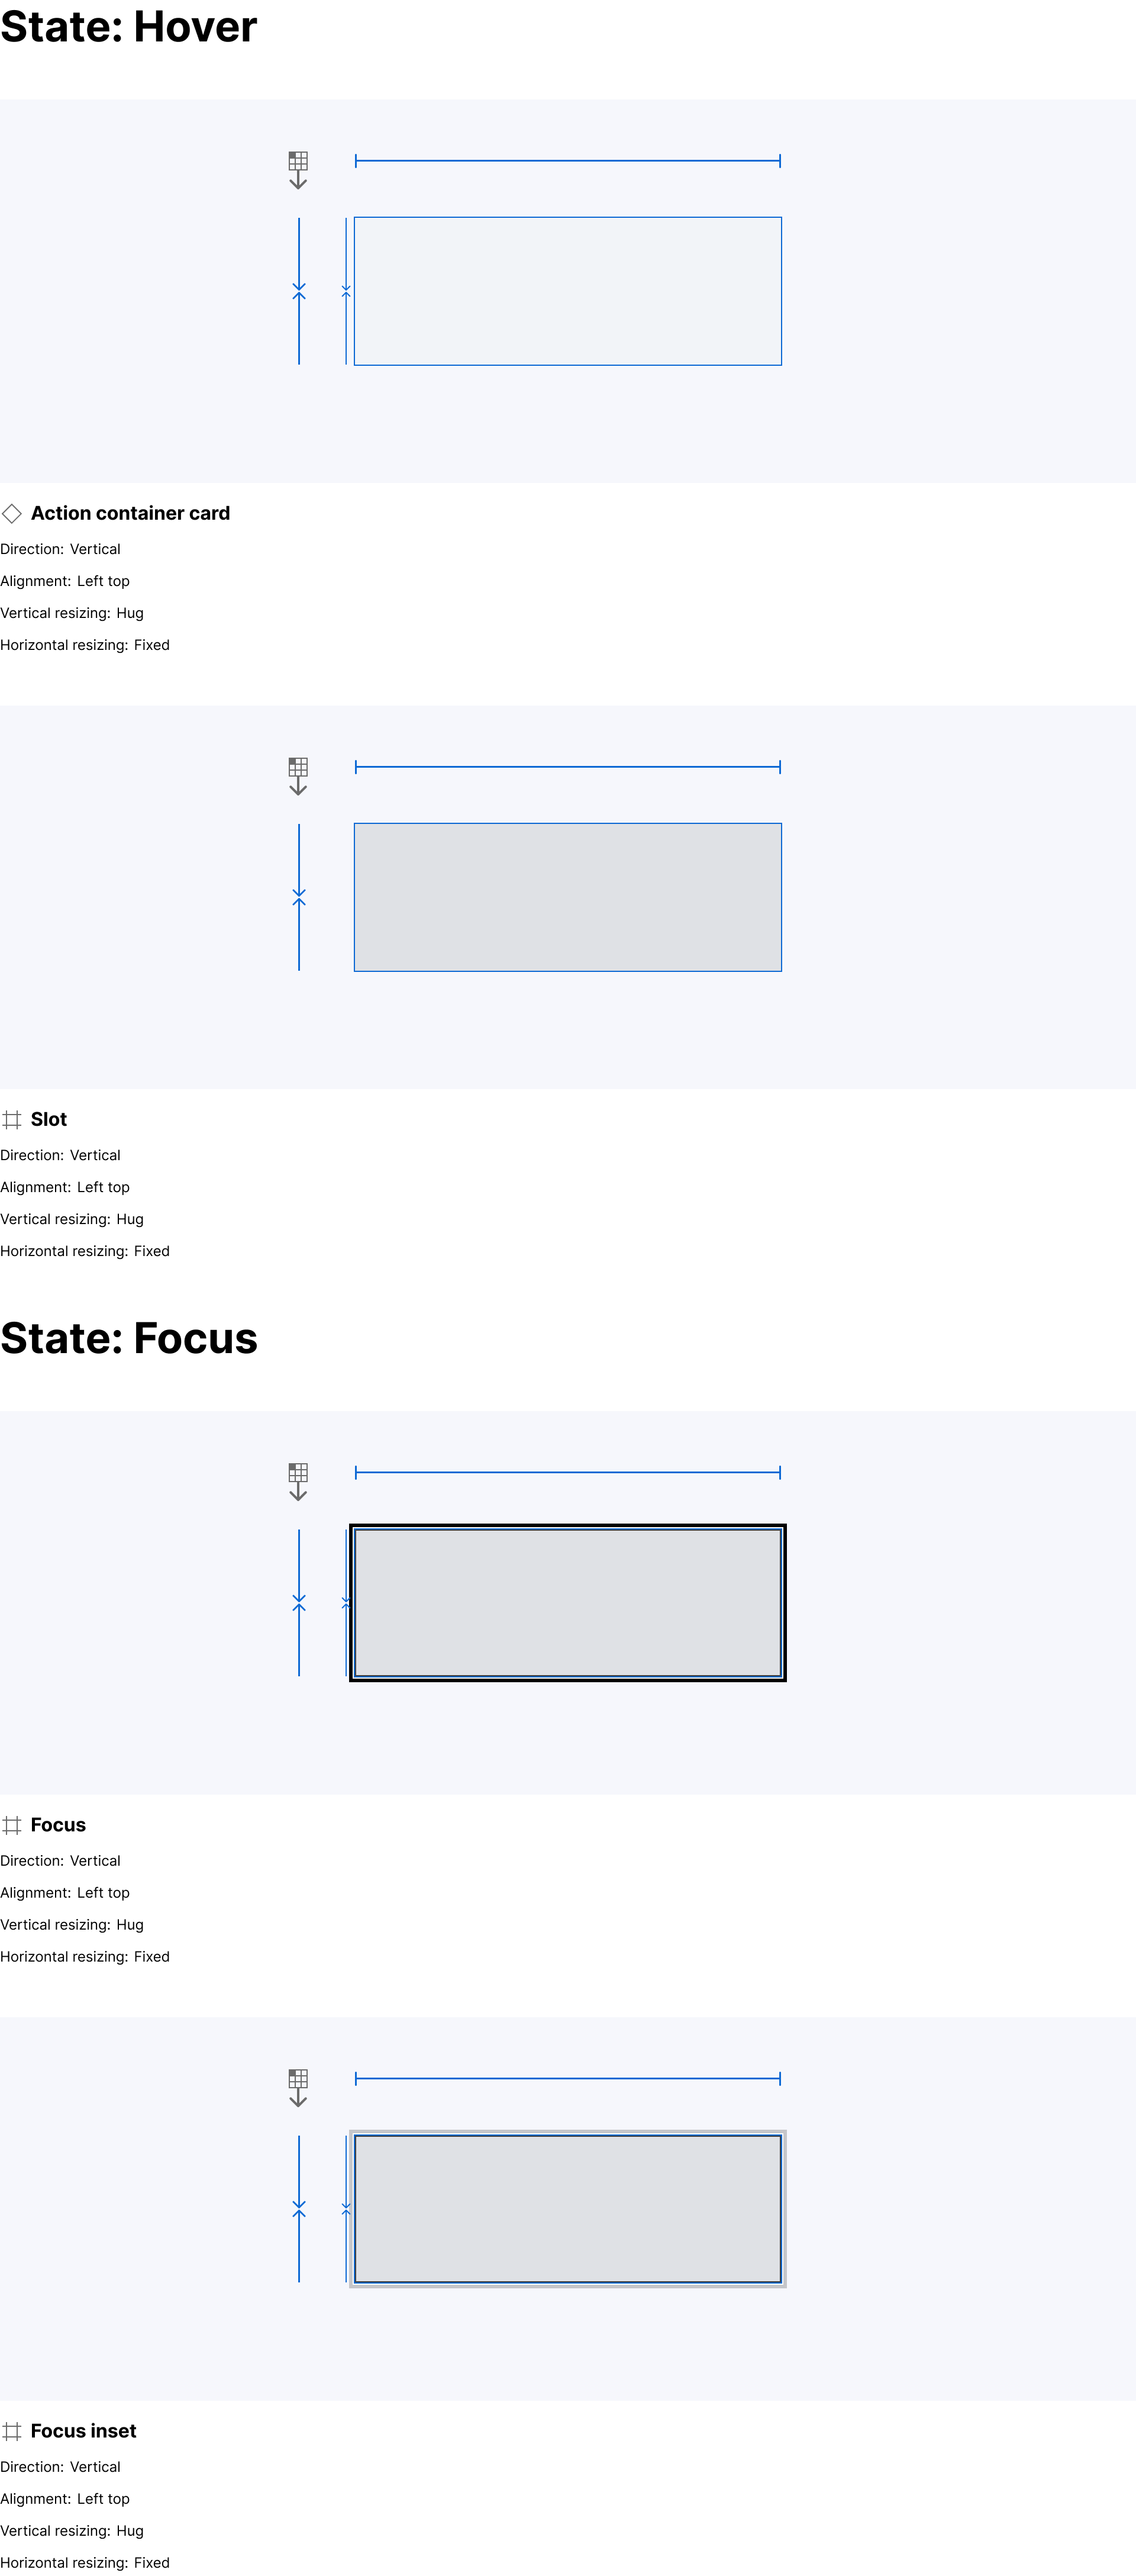 State: Hover
Action container card
Direction: Vertical
Alignment: Left top
Vertical resizing: Hug
Horizontal resizing: Fixed
Slot
Direction: Vertical
Alignment: Left top
Vertical resizing: Hug
Horizontal resizing: Fixed
State: Focus
Focus
Direction: Vertical
Alignment: Left top
Vertical resizing: Hug
Horizontal resizing: Fixed
Focus inset
Direction: Vertical
Alignment: Left top
Vertical resizing: Hug
Horizontal resizing: Fixed